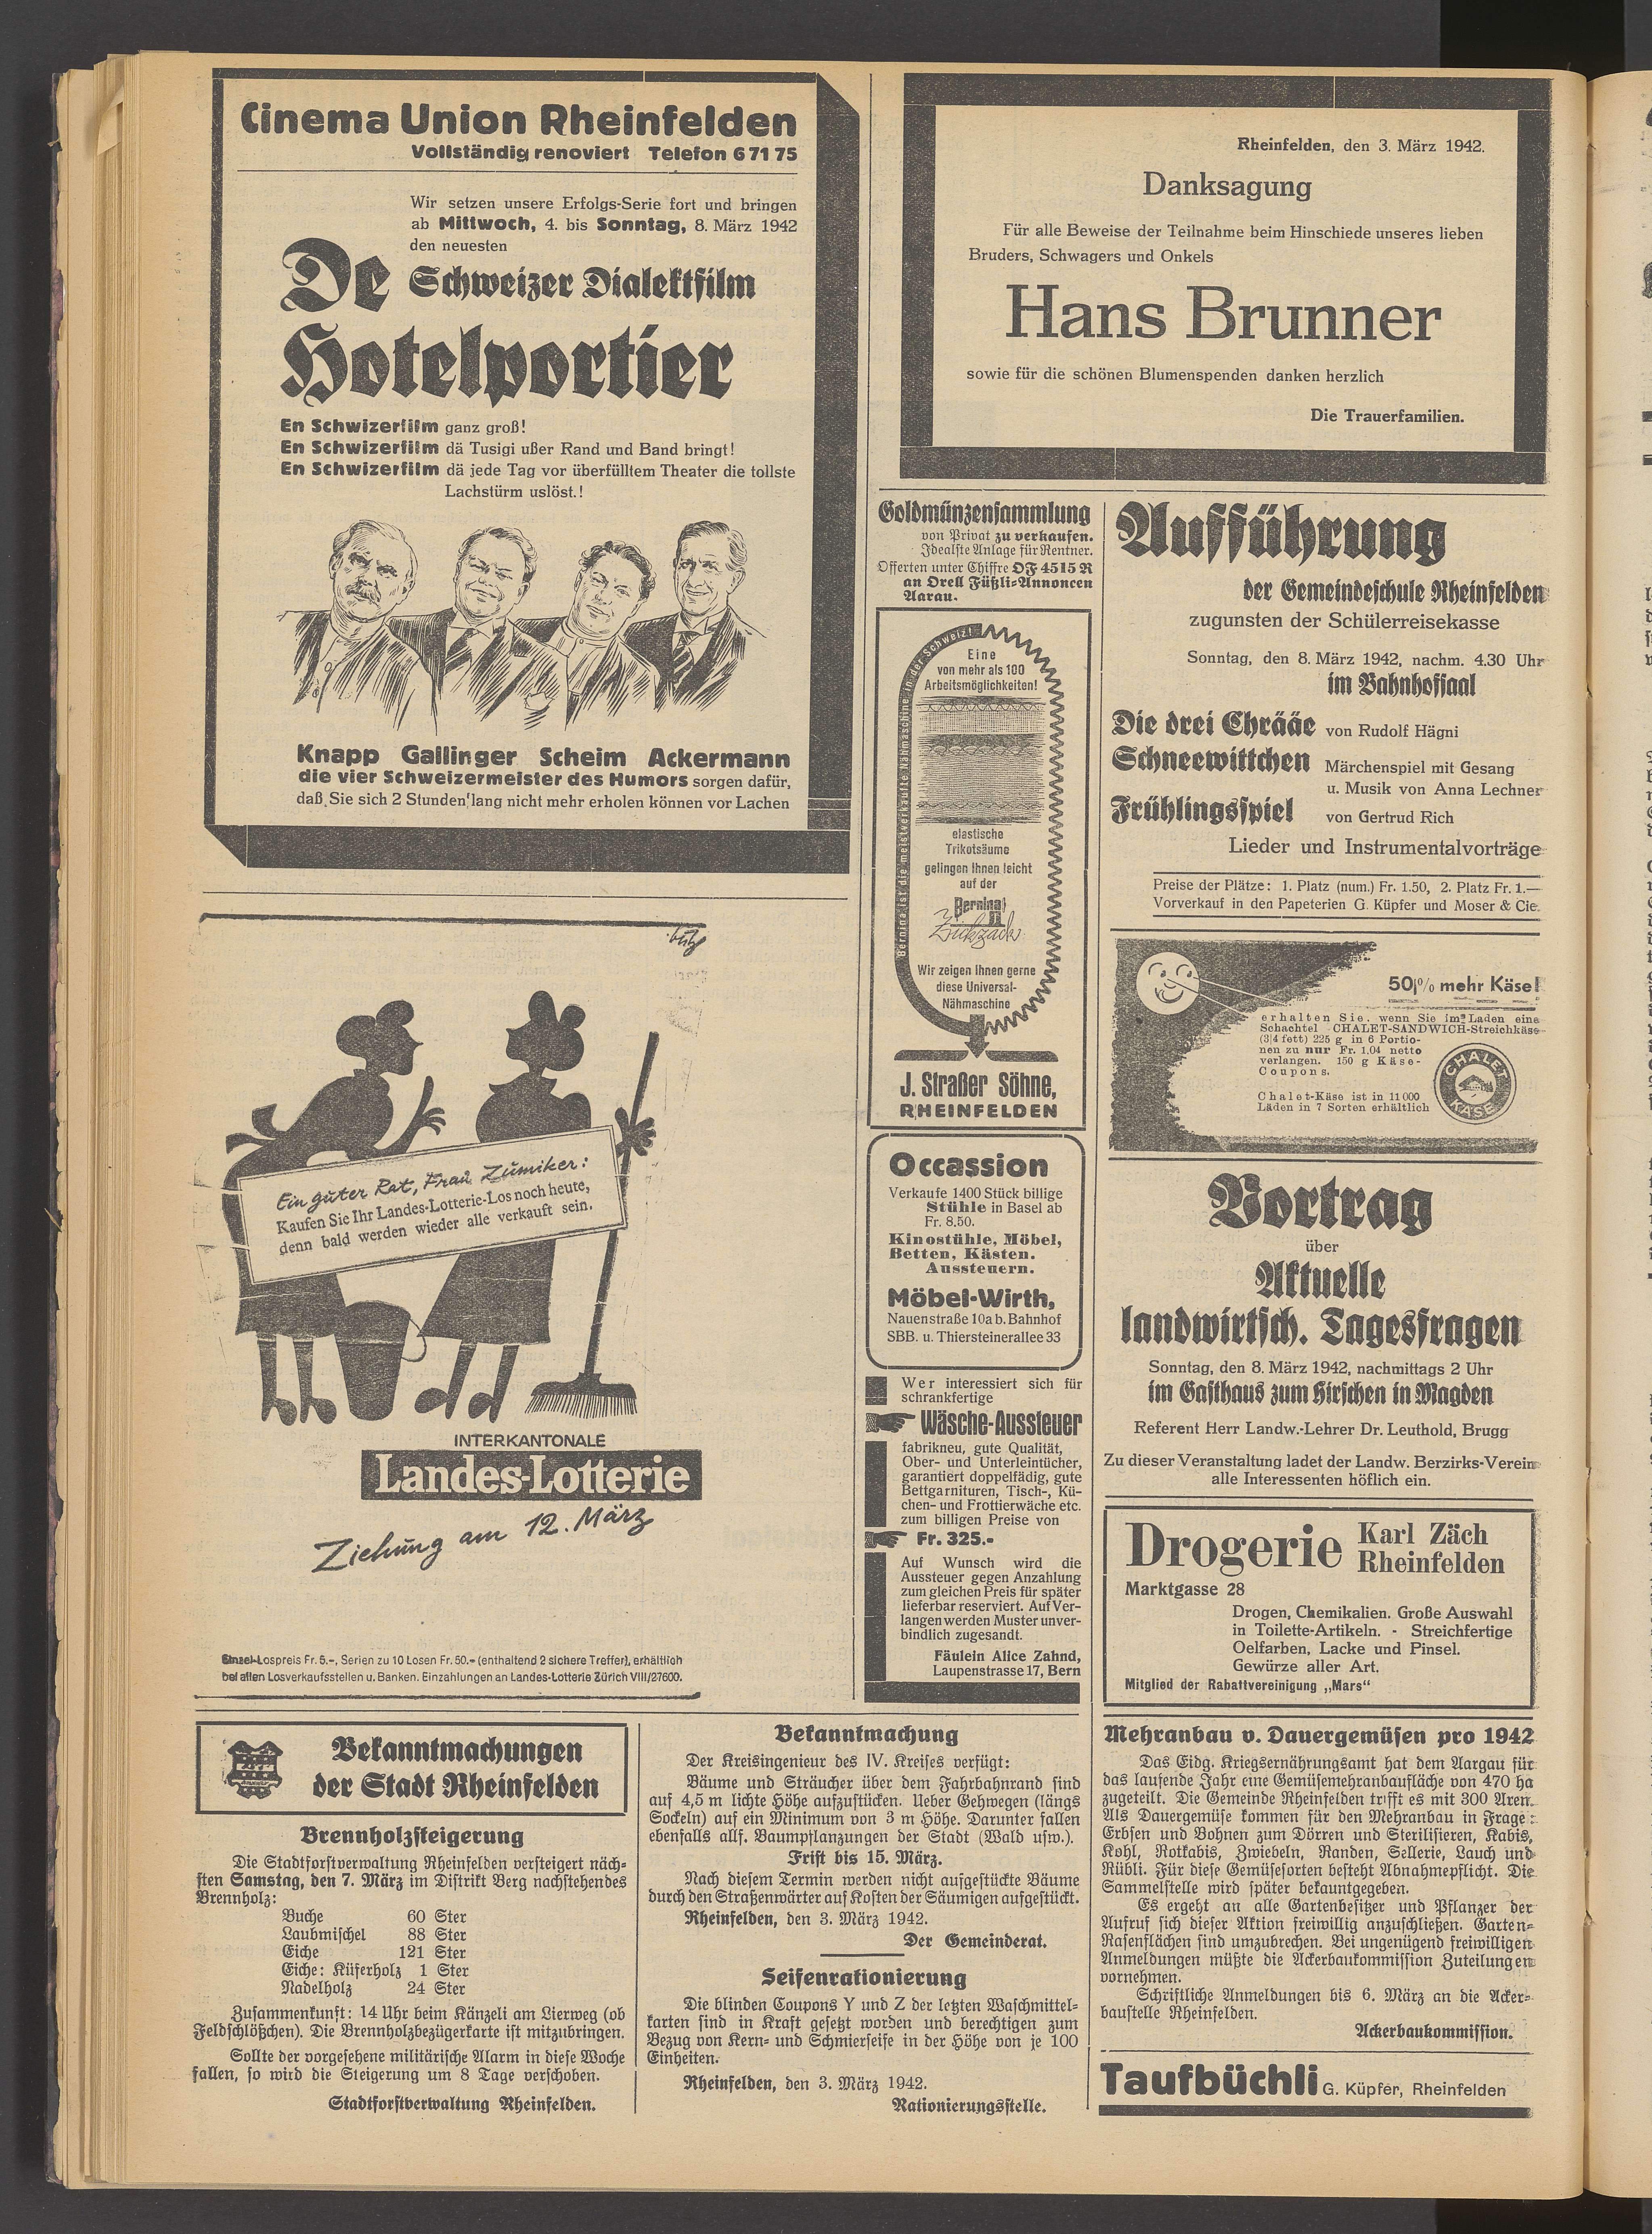 Cinema Union Rheinfelden
Vollständig renoviert Telefon 6 71 75
Wir setzen unsere Erfolgs-Serie fort und bringen
ab Mittwoch, 4. bis Sonntag, 8. März 1942
den neuesten
De Schweizer Dialektfilm
Hotelportier
En Schwizerfilm ganz groß!
En Schwizerfilm dä Tusigi ußer Rand und Band bringt!
En Schwizerfilm dä jede Tag vor überfülltem Theater die tollste
Lachstürm uslöst.!
Knapp Gallinger Scheim Ackermann
die vier Schweizermeister des Humors sorgen dafür,
daß Sie sich 2 Stunden lang nicht mehr erholen können vor Lachen
Rheinfelden, den 3. März 1942.
Danksagung
Für alle Beweise der Teilnahme beim Hinschiede unseres lieben
Bruders, Schwagers und Onkels
Hans Brunner
sowie für die schönen Blumenspenden danken herzlich
Die Trauerfamilien.
Goldmünzensammlung
von Privat zu verkaufen.
Idealste Anlage für Rentner.
Offerten unter Chiffre OF 4515 R
an Orell Füßli-Annoncen
Aarau.
Bernina ist die meistverkaufte Nähmaschine in der Schweiz!
Eine
von mehr als 100
Arbeitsmöglichkeiten!
elastische
Trikotsäume
gelingen Ihnen leicht
auf der
Bernina
Zickzack
Wir zeigen Ihnen gerne
diese Universal-
Nähmaschine
J. Straßer Söhne,
RHEINFELDEN
Occassion
Verkaufe 1400 Stück billige
Stühle in Basel ab
Fr. 8.50.
Kinostühle, Möbel,
Betten, Kästen.
Aussteuern.
Möbel-Wirth,
Nauenstraße 10a b. Bahnhof
SBB. u. Thiersteinerallee 33
Wer interessiert sich für
schrankfertige
Wäsche-Aussteuer
fabrikneu, gute Qualität,
Ober- und Unterleintücher,
garantiert doppelfädig, gute
Bettgarnituren, Tisch-, Kü-
chen- und Frottierwäche etc.
zum billigen Preise von
Fr. 325.-
Auf Wunsch wird die
Aussteuer gegen Anzahlung
zum gleichen Preis für später
lieferbar reserviert. Auf Ver-
langen werden Muster unver-
bindlich zugesandt.
Fäulein Alice Zahnd,
Laupenstrasse 17, Bern
Aufführung
der Gemeindeschule Rheinfelden
zugunsten der Schülerreisekasse
Sonntag, den 8. März 1942, nachm. 4.30 Uhr
im Bahnhofsaal
Die drei Chrääe von Rudolf Hägni
Schneewittchen Märchenspiel mit Gesang
u. Musik von Anna Lechner
Frühlingsspiel von Gertrud Rich
Lieder und Instrumentalvorträge
Preise der Plätze: 1. Platz (num.) Fr. 1.50, 2. Platz Fr. 1.—
Vorverkauf in den Papeterien G. Küpfer und Moser & Cie.
50% mehr Käse!
erhalten Sie, wenn Sie im Laden eine
Schachtel CHALET-SANDWICH-Streichkäse
(3/4 fett) 225 g in 6 Portio-
nen zu nur Fr. 1.04 netto
verlangen. 150 g Käse-
Coupons.
Chalet-Käse ist in 11000
Läden in 7 Sorten erhältlich
CHALET
KÄSE
Vortrag
über
Aktuelle
landwirtsch. Tagesfragen
Sonntag, den 8. März 1942, nachmittags 2 Uhr
im Gasthaus zum Hirschen in Magden
Referent Herr Landw.-Lehrer Dr. Leuthold, Brugg
Zu dieser Veranstaltung ladet der Landw. Berzirks-Verein
alle Interessenten höflich ein.
Drogerie Karl Zäch
Rheinfelden
Marktgasse 28
Drogen, Chemikalien. Große Auswahl
in Toilette-Artikeln. - Streichfertige
Oelfarben, Lacke und Pinsel.
Gewürze aller Art.
Mitglied der Rabattvereinigung „Mars“
Ein guter Rat, Frau Zumiker:
Kaufen Sie Ihr Landes-Lotterie-Los noch heute,
denn bald werden wieder alle verkauft sein.
INTERKANTONALE
Landes-Lotterie
Ziehung am 12. März
Einzel-Lospreis Fr. 5.-, Serien zu 10 Losen Fr. 50.- (enthaltend 2 sichere Treffer), erhältlich
bei allen Losverkaufsstellen u. Banken. Einzahlungen an Landes-Lotterie Zürich VIII/27600.
Bekanntmachungen
der Stadt Rheinfelden
Brennholzsteigerung
Die Stadtforstverwaltung Rheinfelden versteigert näch-
sten Samstag, den 7. März im Distrikt Berg nachstehendes
Brennholz:
Buche 60 Ster
Laubmischel 88 Ster
Eiche 121 Ster
Eiche: Küferholz 1 Ster
Nadelholz 24 Ster
Zusammenkunft: 14 Uhr beim Känzeli am Lierweg (ob
Feldschlößchen). Die Brennholzbezügerkarte ist mitzubringen.
Sollte der vorgesehene militärische Alarm in diese Woche
fallen, so wird die Steigerung um 8 Tage verschoben.
Stadtforstverwaltung Rheinfelden.
Bekanntmachung
Der Kreisingenieur des IV. Kreises verfügt:
Bäume und Sträucher über dem Fahrbahnrand sind
auf 4,5 m lichte Höhe aufzustücken. Ueber Gehwegen (längs
Sockeln) auf ein Minimum von 3 m Höhe. Darunter fallen
ebenfalls allf. Baumpflanzungen der Stadt (Wald usw.).
Frist bis 15. März.
Nach diesem Termin werden nicht aufgestückte Bäume
durch den Straßenwärter auf Kosten der Säumigen aufgestückt.
Rheinfelden, den 3. März 1942.
Der Gemeinderat.
Seifenrationierung
Die blinden Coupons Y und Z der letzten Waschmittel-
karten sind in Kraft gesetzt worden und berechtigen zum
Bezug von Kern- und Schmierseife in der Höhe von je 100
Einheiten.
Rheinfelden, den 3. März 1942.
Rationierungsstelle.
Mehranbau v. Dauergemüsen pro 1942
Das Eidg. Kriegsernährungsamt hat dem Aargau für
das laufende Jahr eine Gemüsemehranbaufläche von 470 ha
zugeteilt. Die Gemeinde Rheinfelden trifft es mit 300 Aren.
Als Dauergemüse kommen für den Mehranbau in Frage:
Erbsen und Bohnen zum Dörren und Sterilisieren, Kabis,
Kohl, Rotkabis, Zwiebeln, Randen, Sellerie, Lauch und
Rübli. Für diese Gemüsesorten besteht Abnahmepflicht. Die
Sammelstelle wird später bekanntgegeben.
Es ergeht an alle Gartenbesitzer und Pflanzer der
Aufruf sich dieser Aktion freiwillig anzuschließen. Garten-
Rasenflächen sind umzubrechen. Bei ungenügend freiwilligen
Anmeldungen müßte die Ackerbaukommission Zuteilungen
vornehmen.
Schriftliche Anmeldungen bis 6. März an die Acker-
baustelle Rheinfelden.
Ackerbaukommission.
Taufbüchli G. Küpfer, Rheinfelden